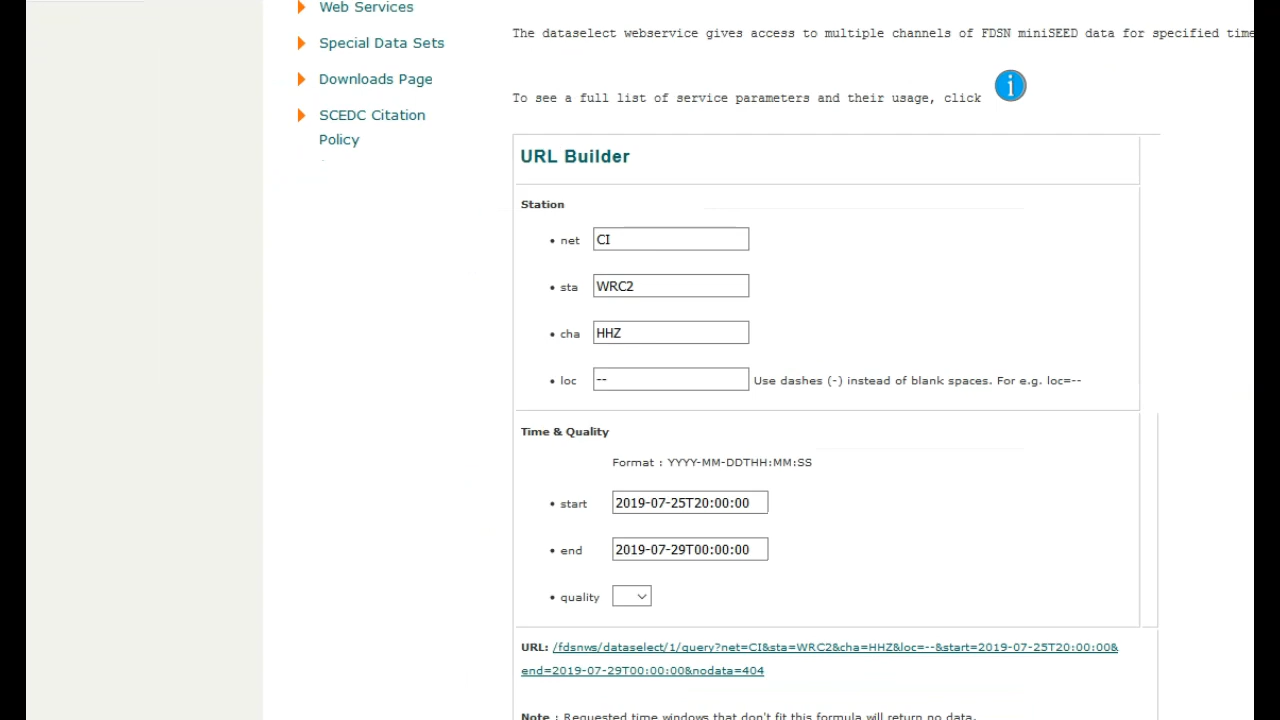 Web Services
Special Data Sets
Downloads Page
SCEDC Citation
Policy
The dataselect webservice gives access to multiple channels of FDSN miniSEED data for specified time
To see a full list of service parameters and their usage, click
URL Builder
Station
• net CI
• sta WRC2
• cha HHZ
• loc -- Use dashes (-) instead of blank spaces. For e.g. loc=--
Time & Quality
Format : YYYY-MM-DDTHH:MM:SS
• start 2019-07-25T20:00:00
• end 2019-07-29T00:00:00
• quality
URL: /fdsnws/dataselect/1/query?net=CI&sta=WRC2&cha=HHZ&loc=--&start=2019-07-25T20:00:00&
end=2019-07-29T00:00:00&nodata=404
Note : Requested time windows that don't fit this formula will return no data.